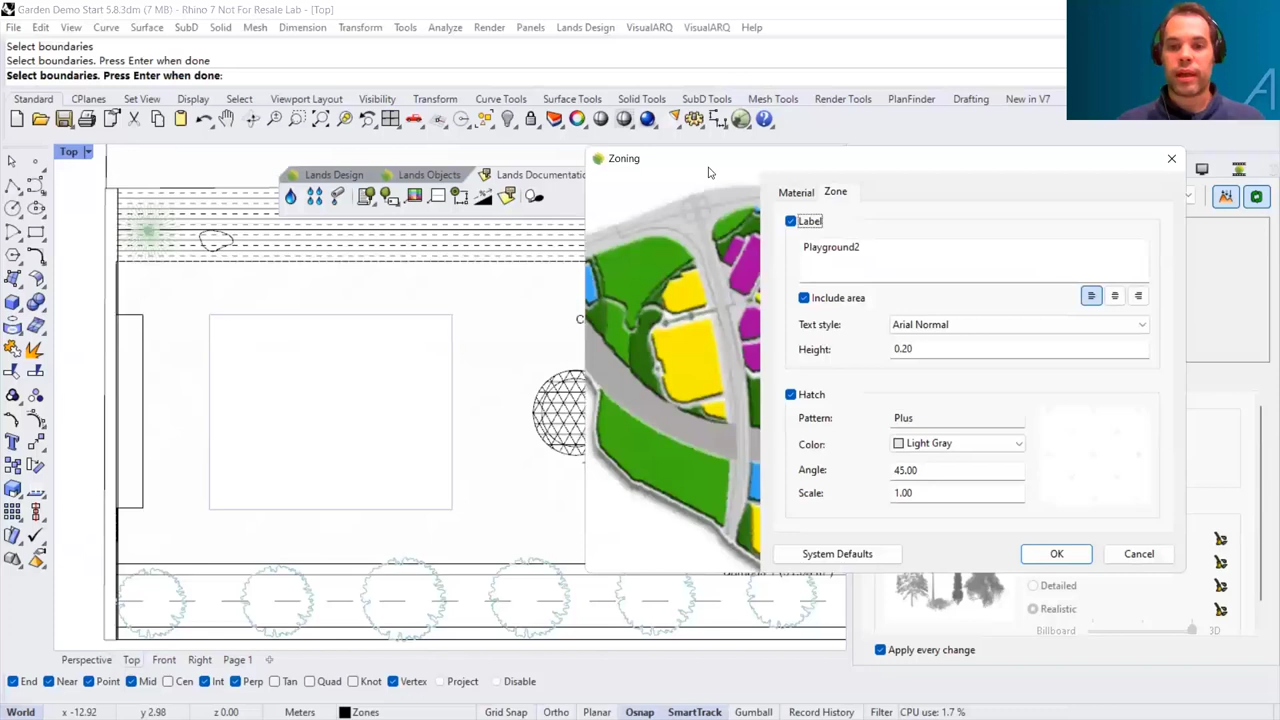 Garden Demo Start 5.8.3dm (7 MB) - Rhino 7 Not For Resale Lab - [Top]
File Edit View Curve Surface SubD Solid Mesh Dimension Transform Tools Analyze Render Panels Lands Design VisualARQ VisualARQ Help
Select boundaries
Select boundaries. Press Enter when done
Select boundaries. Press Enter when done:
Standard CPlanes Set View Display Select Viewport Layout Visibility Transform Curve Tools Surface Tools Solid Tools SubD Tools Mesh Tools Render Tools PlanFinder Drafting New in V7
Top
Lands Design Lands Objects Lands Documentatio
Zoning
Material Zone
Label
Playground2
Include area
Text style: Arial Normal
Height: 0.20
Hatch
Pattern: Plus
Color: Light Gray
Angle: 45.00
Scale: 1.00
System Defaults OK Cancel
Detailed
Realistic
Billboard 3D
Apply every change
Perspective Top Front Right Page 1
End Near Point Mid Cen Int Perp Tan Quad Knot Vertex Project Disable
World x -12.92 y 2.98 z 0.00 Meters Zones Grid Snap Ortho Planar Osnap SmartTrack Gumball Record History Filter CPU use: 1.7 %